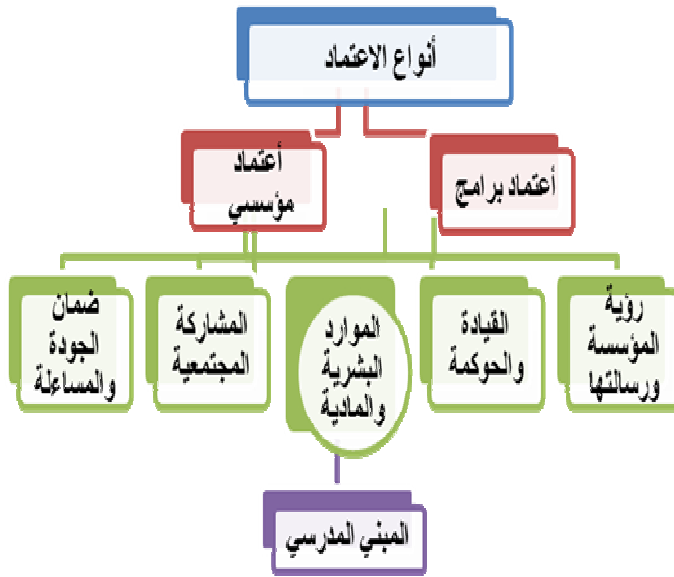 أنواع الاعتماد
أعتماد برامج
أعتماد
مؤسسي
رؤية
المؤسسة
ورسالتها
القيادة
والحوكمة
الموارد
البشرية
والمادية
المشاركة
المجتمعية
ضمان
الجودة
والمساءلة
المبني المدرسي